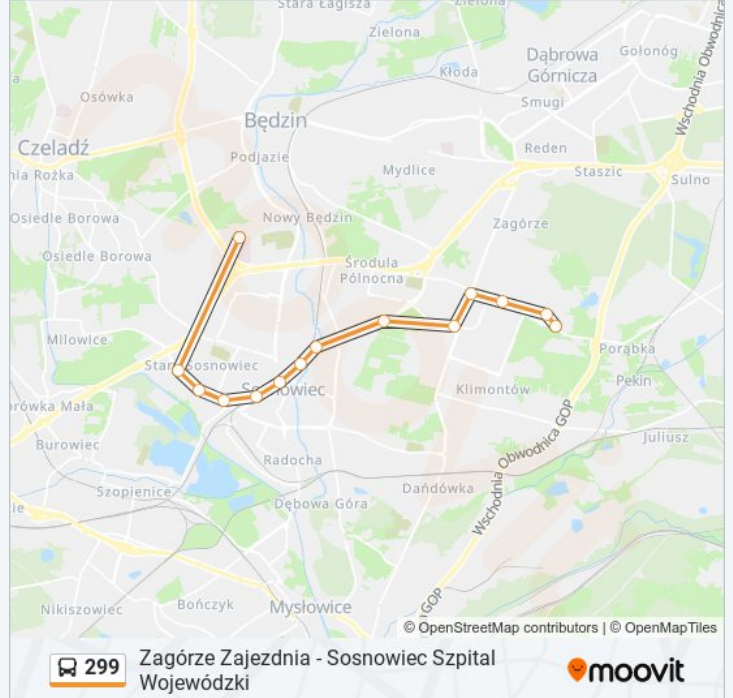 Stara Łagisza
Zielona
Zielona
Dąbrowa
Górnicza
Gołonóg
Wschodnia Obwodnica
Kłoda
Osówka
Smugi
Będzin
Czeladź
Podjazie
Reden
Mydlice
Staszic
Sulno
nia Rożka
Osiedle Borowa
Nowy Będzin
Zagórze
Osiedle Borowa
Środula
Północna
Milowice
Porąbka
Sosnowiec
Pekin
Klimontów
Sosnowiec
rówka Mała
Wschodnia Obwodnica GOP
Burowiec
Juliusz
Radocha
Szopienice
Dańdówka
Dębowa Góra
Nikiszowiec
Bończyk
Mysłowice
GOP
© OpenStreetMap contributors | © OpenMapTiles
299
Zagórze Zajezdnia - Sosnowiec Szpital
Wojewódzki
moovit